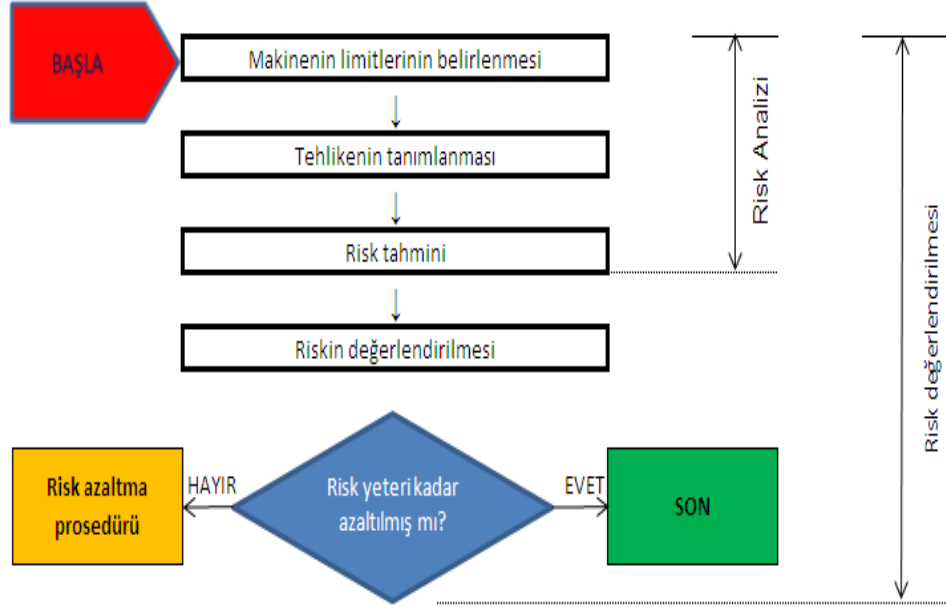 BAŞLA
Makinenin limitlerinin belirlenmesi
Tehlikenin tanımlanması
Risk tahmini
Riskin değerlendirilmesi
Risk Analizi
Risk değerlendirilmesi
Risk azaltma
prosedürü
HAYIR
Risk yeteri kadar
azaltılmış mı?
EVET
SON